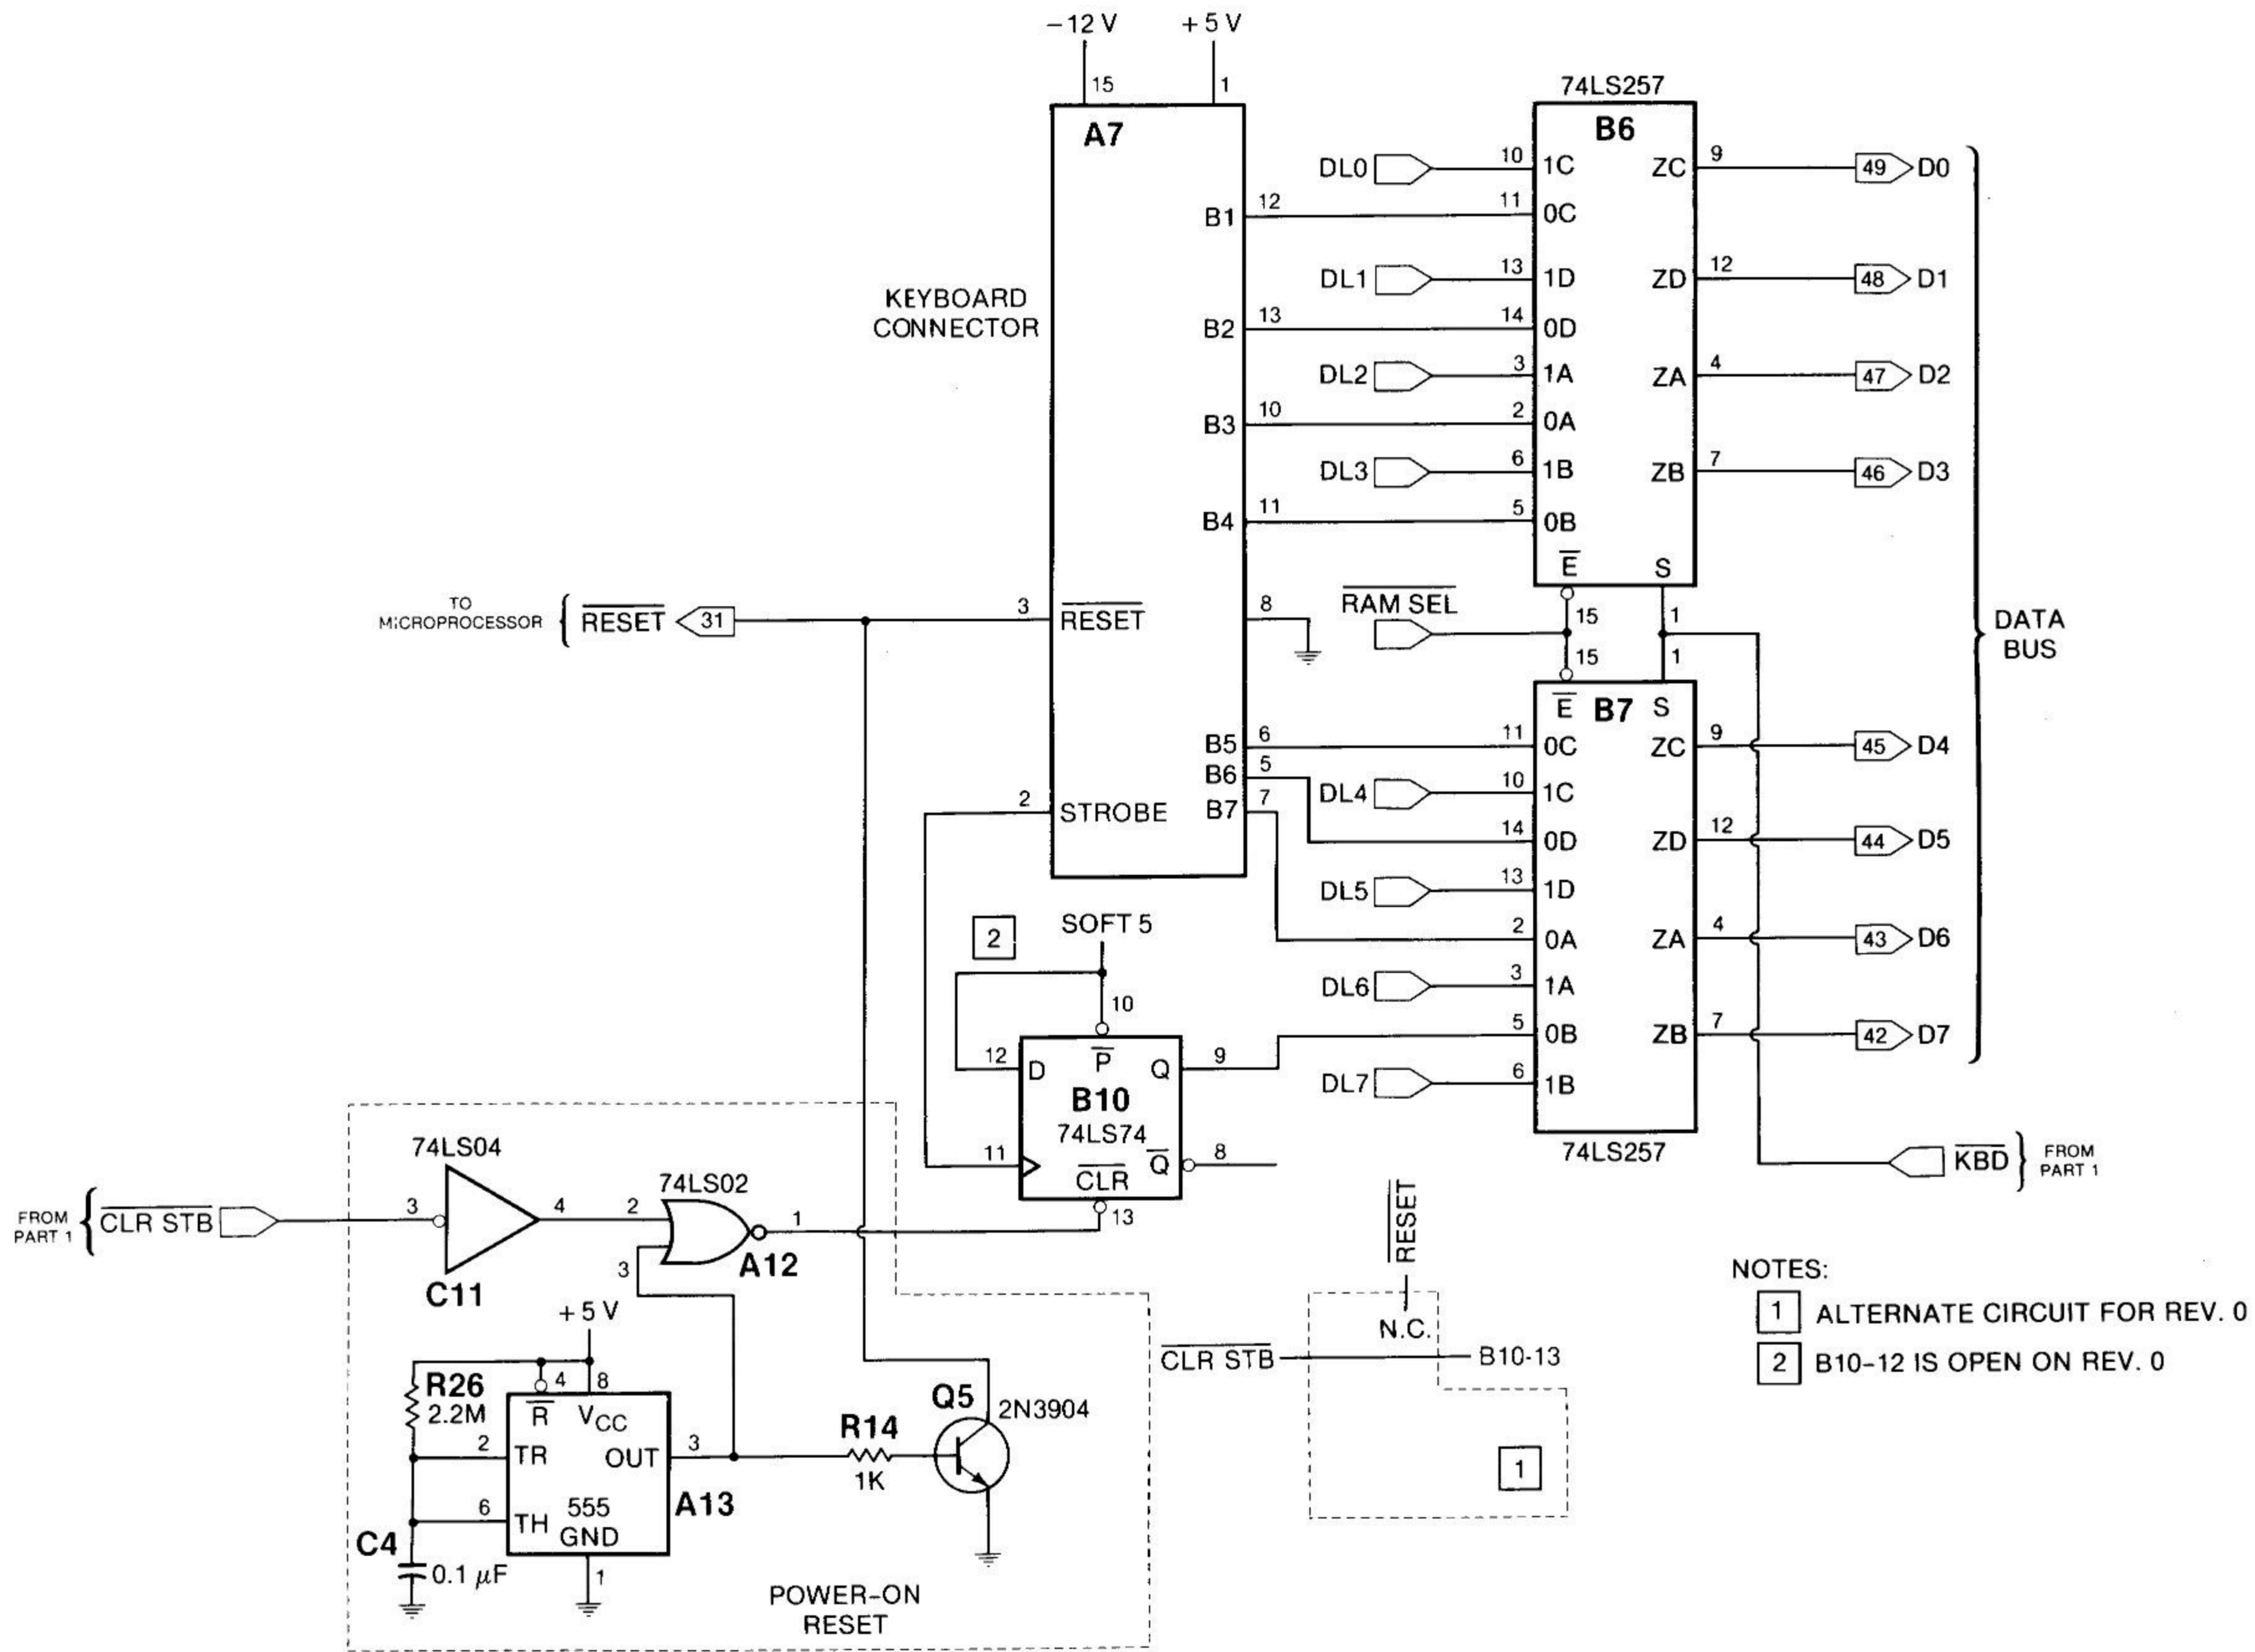 −12 V
+5 V
15
1
A7
KEYBOARD
CONNECTOR
B1
12
B2
13
B3
10
B4
11
8
RESET
3
STROBE
2
B5
6
B6
5
B7
7
TO
MICROPROCESSOR
RESET
31
74LS257
B6
DL0
10
1C
ZC
9
49
D0
11
0C
DL1
13
1D
ZD
12
48
D1
14
0D
DL2
3
1A
ZA
4
47
D2
2
0A
DL3
6
1B
ZB
7
46
D3
5
0B
E
S
RAM SEL
15
1
15
1
DATA
BUS
E
B7
S
11
0C
ZC
9
45
D4
DL4
10
1C
14
0D
ZD
12
44
D5
DL5
13
1D
2
0A
ZA
4
43
D6
DL6
3
1A
5
0B
ZB
7
42
D7
DL7
6
1B
74LS257
KBD
FROM
PART 1
2
SOFT 5
10
12
D
P
Q
9
B10
74LS74
11
CLR
Q
8
13
FROM
PART 1
CLR STB
74LS04
3
4
C11
74LS02
2
3
1
A12
+5 V
R26
2.2M
4
8
R
VCC
2
TR
OUT
3
6
TH
555
GND
A13
C4
0.1 µF
1
R14
1K
Q5
2N3904
POWER-ON
RESET
RESET
N.C.
CLR STB
B10-13
1
NOTES:
1 ALTERNATE CIRCUIT FOR REV. 0
2 B10-12 IS OPEN ON REV. 0